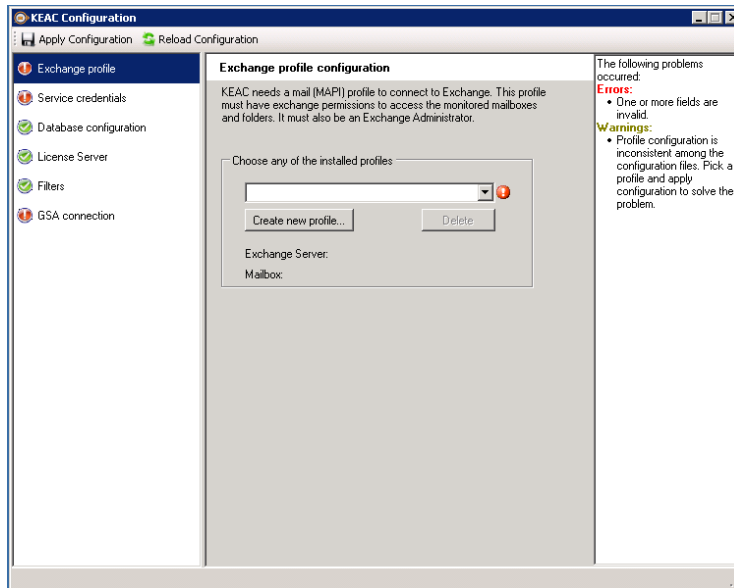 KEAC Configuration
Apply Configuration
Reload Configuration
Exchange profile
Service credentials
Database configuration
License Server
Filters
GSA connection
Exchange profile configuration
KEAC needs a mail (MAPI) profile to connect to Exchange. This profile
must have exchange permissions to access the monitored mailboxes
and folders. It must also be an Exchange Administrator.
Choose any of the installed profiles
Create new profile...
Delete
Exchange Server:
Mailbox:
The following problems
occurred:
Errors:
• One or more fields are
invalid.
Warnings:
• Profile configuration is
inconsistent among the
configuration files. Pick a
profile and apply
configuration to solve the
problem.